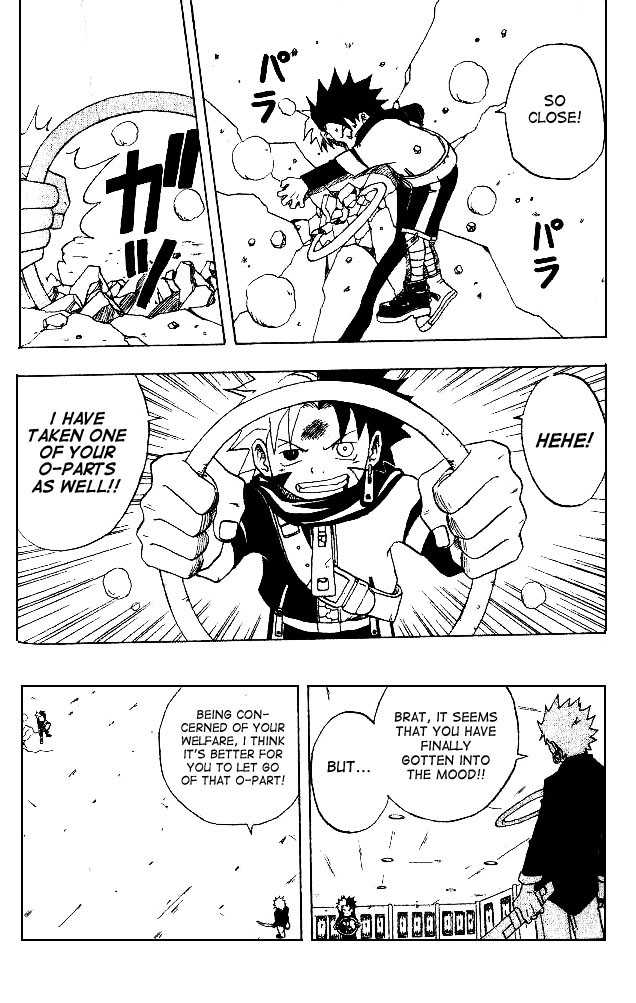 SO
CLOSE!
パラ
パラ
ガッ
HEHE!
I HAVE
TAKEN ONE
OF YOUR
O-PARTS
AS WELL!!
BRAT, IT SEEMS
THAT YOU HAVE
FINALLY
GOTTEN INTO
THE MOOD!!
BUT...
BEING CON-
CERNED OF YOUR
WELFARE, I THINK
IT'S BETTER FOR
YOU TO LET GO
OF THAT O-PART!